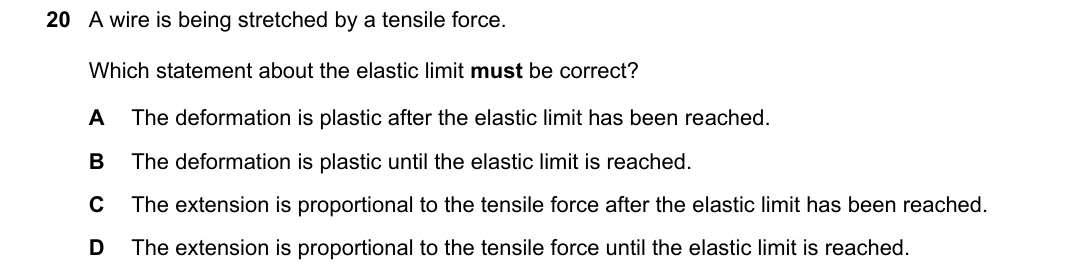 20 A wire is being stretched by a tensile force.
Which statement about the elastic limit must be correct?
A The deformation is plastic after the elastic limit has been reached.
B The deformation is plastic until the elastic limit is reached.
C The extension is proportional to the tensile force after the elastic limit has been reached.
D The extension is proportional to the tensile force until the elastic limit is reached.